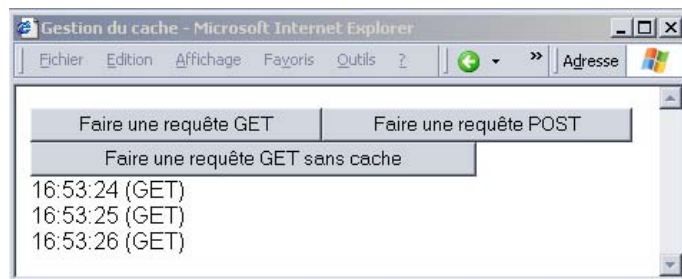 Gestion du cache - Microsoft Internet Explorer
Fichier Edition Affichage Favoris Outils ? » Adresse
Faire une requête GET Faire une requête POST
Faire une requête GET sans cache
16:53:24 (GET)
16:53:25 (GET)
16:53:26 (GET)